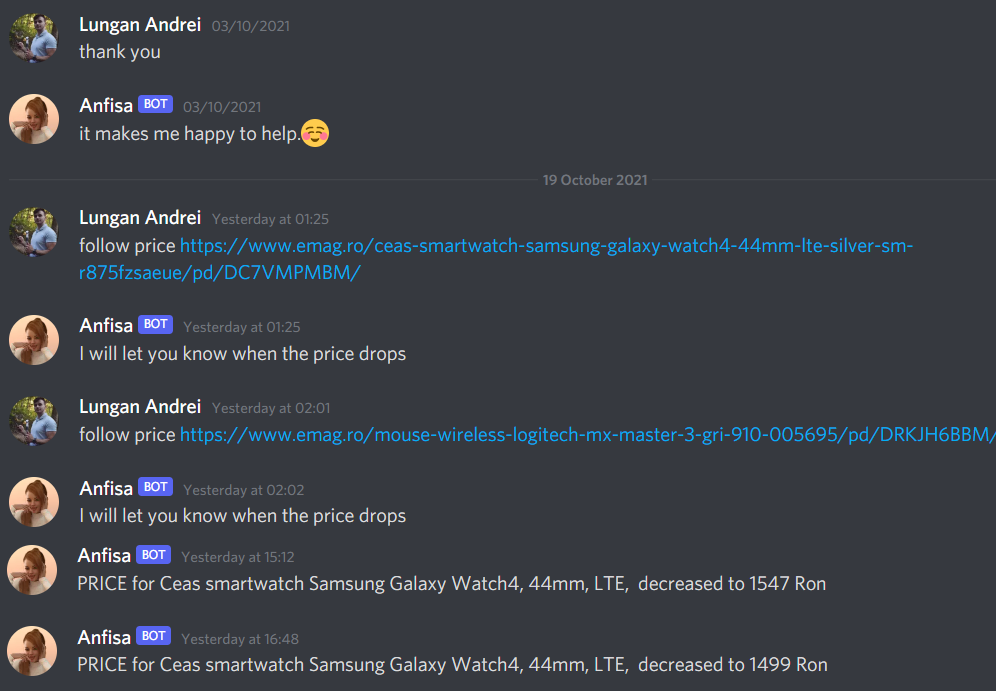 Lungan Andrei 03/10/2021
thank you
Anfisa BOT 03/10/2021
it makes me happy to help.☺️
19 October 2021
Lungan Andrei Yesterday at 01:25
follow price https://www.emag.ro/ceas-smartwatch-samsung-galaxy-watch4-44mm-lte-silver-sm-
r875fzsaeue/pd/DC7VMPMBM/
Anfisa BOT Yesterday at 01:25
I will let you know when the price drops
Lungan Andrei Yesterday at 02:01
follow price https://www.emag.ro/mouse-wireless-logitech-mx-master-3-gri-910-005695/pd/DRKJH6BBM/
Anfisa BOT Yesterday at 02:02
I will let you know when the price drops
Anfisa BOT Yesterday at 15:12
PRICE for Ceas smartwatch Samsung Galaxy Watch4, 44mm, LTE,  decreased to 1547 Ron
Anfisa BOT Yesterday at 16:48
PRICE for Ceas smartwatch Samsung Galaxy Watch4, 44mm, LTE,  decreased to 1499 Ron